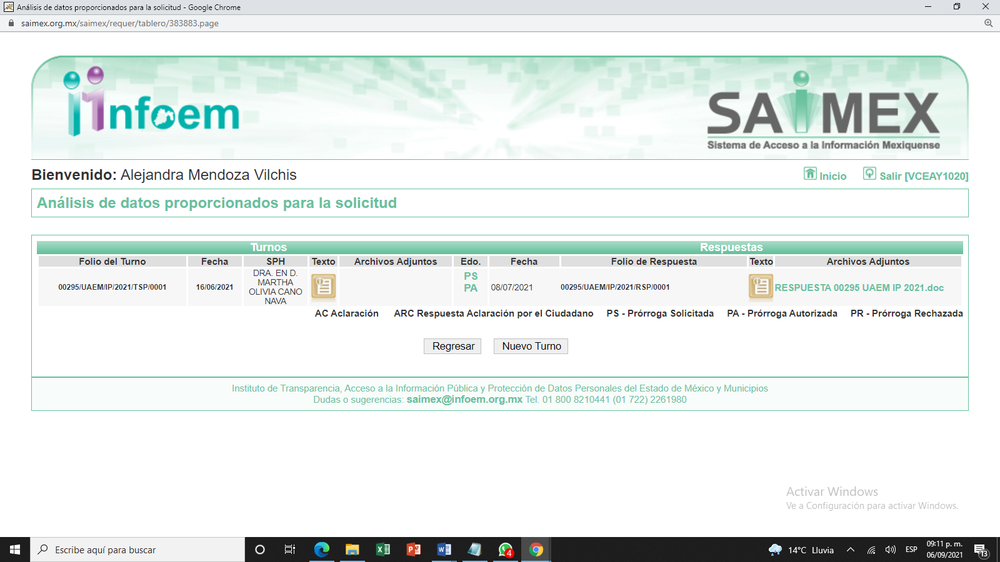 Análisis de datos proporcionados para la solicitud - Google Chrome
saimex.org.mx/saimex/requer/tablero/383883.page
infoem
SAIMEX
Sistema de Acceso a la Información Mexiquense
Bienvenido: Alejandra Mendoza Vilchis
Inicio Salir [VCEAY1020]
Análisis de datos proporcionados para la solicitud
Turnos Respuestas
Folio del Turno Fecha SPH Texto Archivos Adjuntos Edo. Fecha Folio de Respuesta Texto Archivos Adjuntos
00295/UAEM/IP/2021/TSP/0001 16/06/2021 DRA. EN D. MARTHA OLIVIA CANO NAVA PS PA 08/07/2021 00295/UAEM/IP/2021/RSP/0001 RESPUESTA 00295 UAEM IP 2021.doc
AC Aclaración ARC Respuesta Aclaración por el Ciudadano PS - Prórroga Solicitada PA - Prórroga Autorizada PR - Prórroga Rechazada
Regresar Nuevo Turno
Instituto de Transparencia, Acceso a la Información Pública y Protección de Datos Personales del Estado de México y Municipios
Dudas o sugerencias: saimex@infoem.org.mx Tel. 01 800 8210441 (01 722) 2261980
Activar Windows
Ve a Configuración para activar Windows.
Escribe aquí para buscar
4
14°C Lluvia
ESP
09:11 p. m.
06/09/2021
13